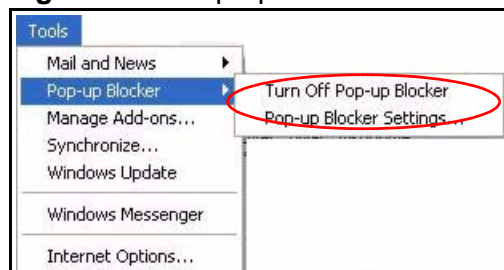 Tools
Mail and News
Pop-up Blocker
Turn Off Pop-up Blocker
Pop-up Blocker Settings...
Manage Add-ons...
Synchronize...
Windows Update
Windows Messenger
Internet Options...